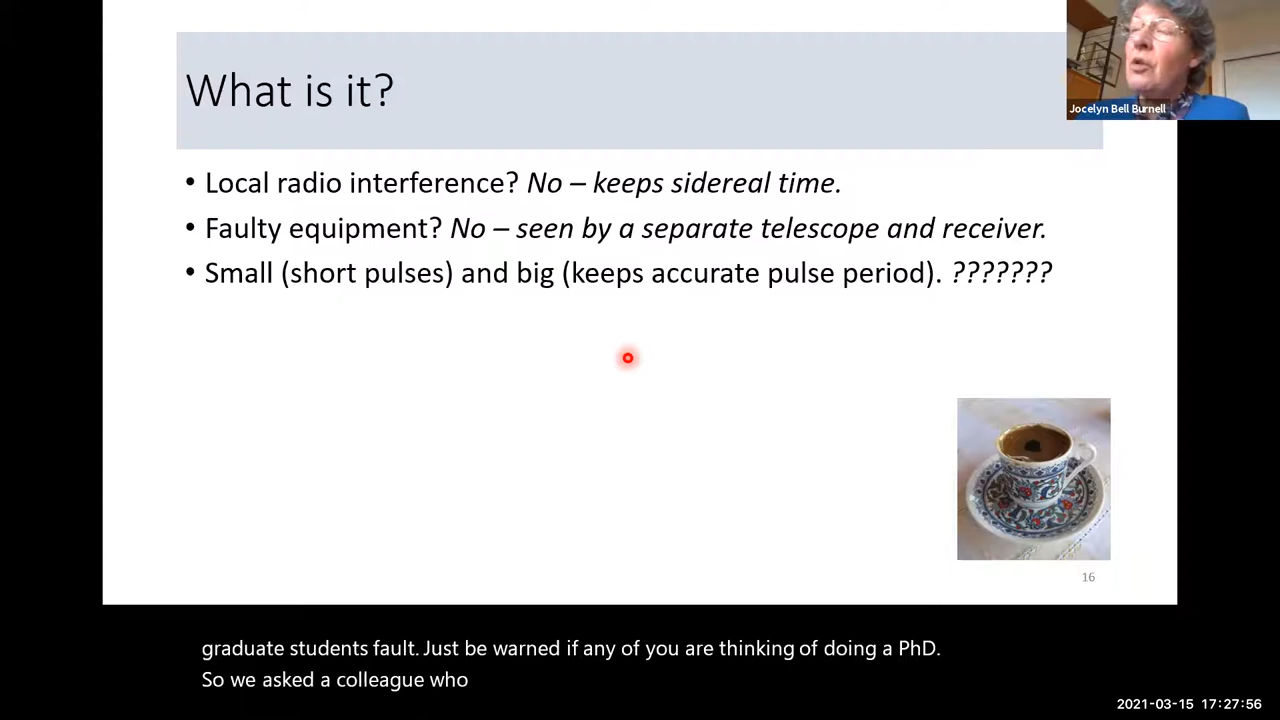 What is it?
Jocelyn Bell Burnell
• Local radio interference? No – keeps sidereal time.
• Faulty equipment? No – seen by a separate telescope and receiver.
• Small (short pulses) and big (keeps accurate pulse period). ???????
16
graduate students fault. Just be warned if any of you are thinking of doing a PhD.
So we asked a colleague who
2021-03-15 17:27:56